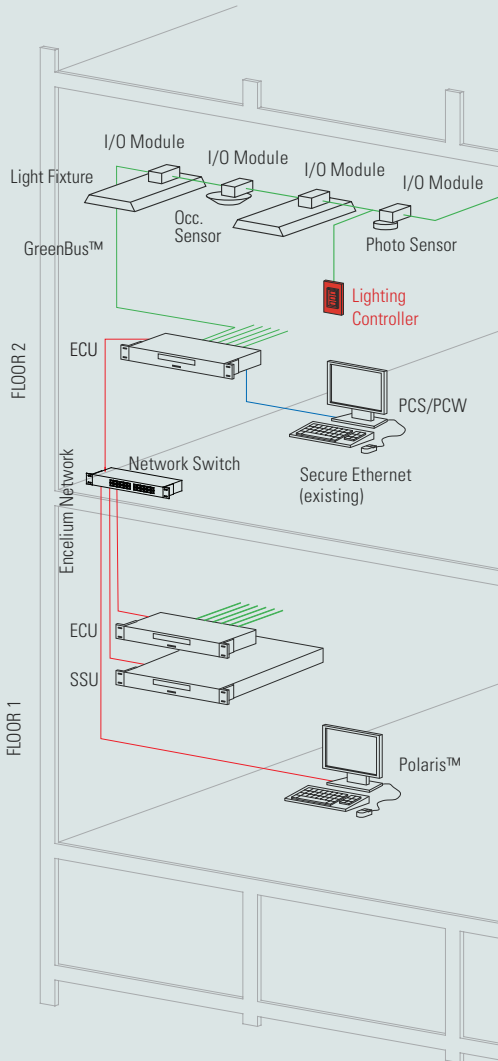 I/O Module
I/O Module
I/O Module
I/O Module
Light Fixture
Occ.
Sensor
Photo Sensor
GreenBus™
Lighting
Controller
ECU
FLOOR 2
PCS/PCW
Network Switch
Secure Ethernet
(existing)
Encelium Network
ECU
SSU
FLOOR 1
Polaris™